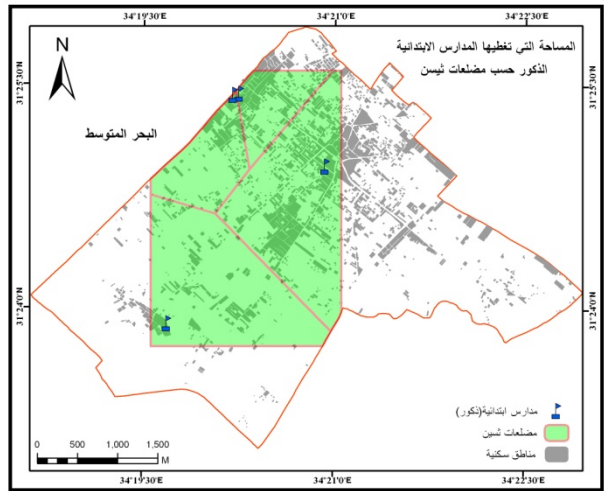 34°19'30"E 34°21'0"E 34°22'30"E
المساحة التي تغطيها المدارس الابتدائية
الذكور حسب مضلعات ثيسن
N
31°25'30"N 31°25'30"N
البحر المتوسط
31°24'0"N 31°24'0"N
مدارس ابتدائية(ذكور)
مضلعات ثسين
مناطق سكنية
0 500 1,000 1,500
M
34°19'30"E 34°21'0"E 34°22'30"E